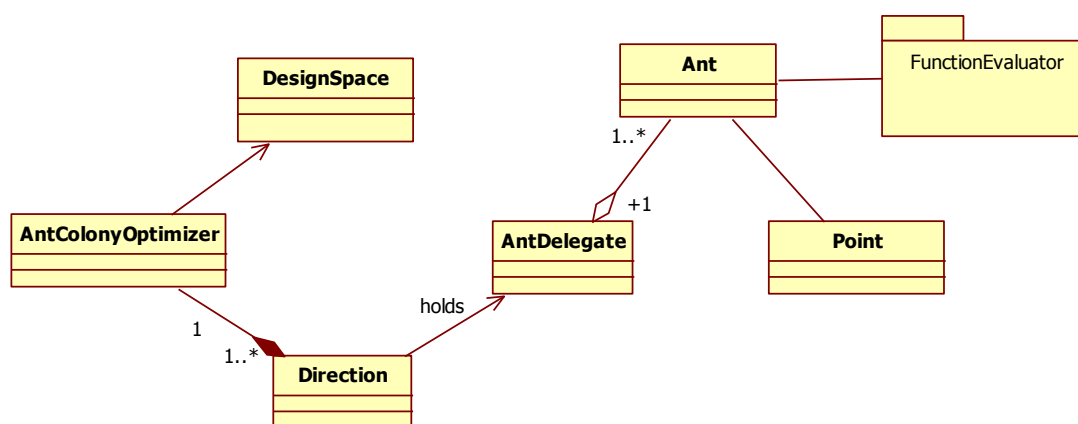 Ant
FunctionEvaluator
DesignSpace
1..*
+1
AntColonyOptimizer
AntDelegate
Point
holds
1
1..*
Direction